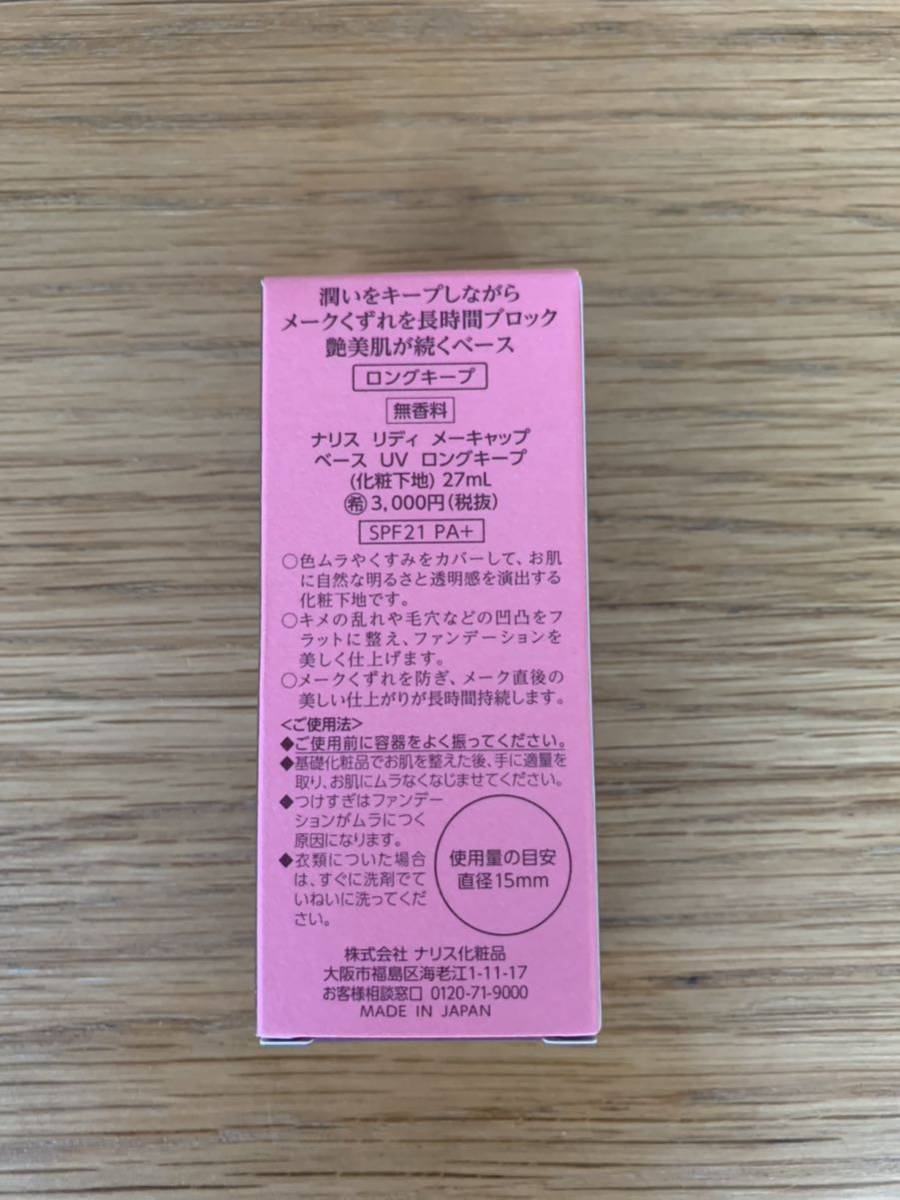 潤いをキープしながら
メークくずれを長時間ブロック
艶美肌が続くベース
ロングキープ
無香料
ナリス リディ メーキャップ
ベース UV ロングキープ
(化粧下地) 27mL
㊙希 3,000円(税抜)
SPF21 PA+
○色ムラやくすみをカバーして、お肌
に自然な明るさと透明感を演出する
化粧下地です。
○キメの乱れや毛穴などの凹凸をフ
ラットに整え、ファンデーションを
美しく仕上げます。
○メークくずれを防ぎ、メーク直後の
美しい仕上がりが長時間持続します。
<ご使用法>
◆ご使用前に容器をよく振ってください。
◆基礎化粧品でお肌を整えた後、手に適量を
取り、お肌にムラなくなじませてください。
◆つけすぎはファンデー
ションがムラにつく
原因になります。
◆衣類についた場合
は、すぐに洗剤でて
いねいに洗ってくだ
さい。
使用量の目安
直径15mm
株式会社 ナリス化粧品
大阪市福島区海老江1-11-17
お客様相談窓口 0120-71-9000
MADE IN JAPAN